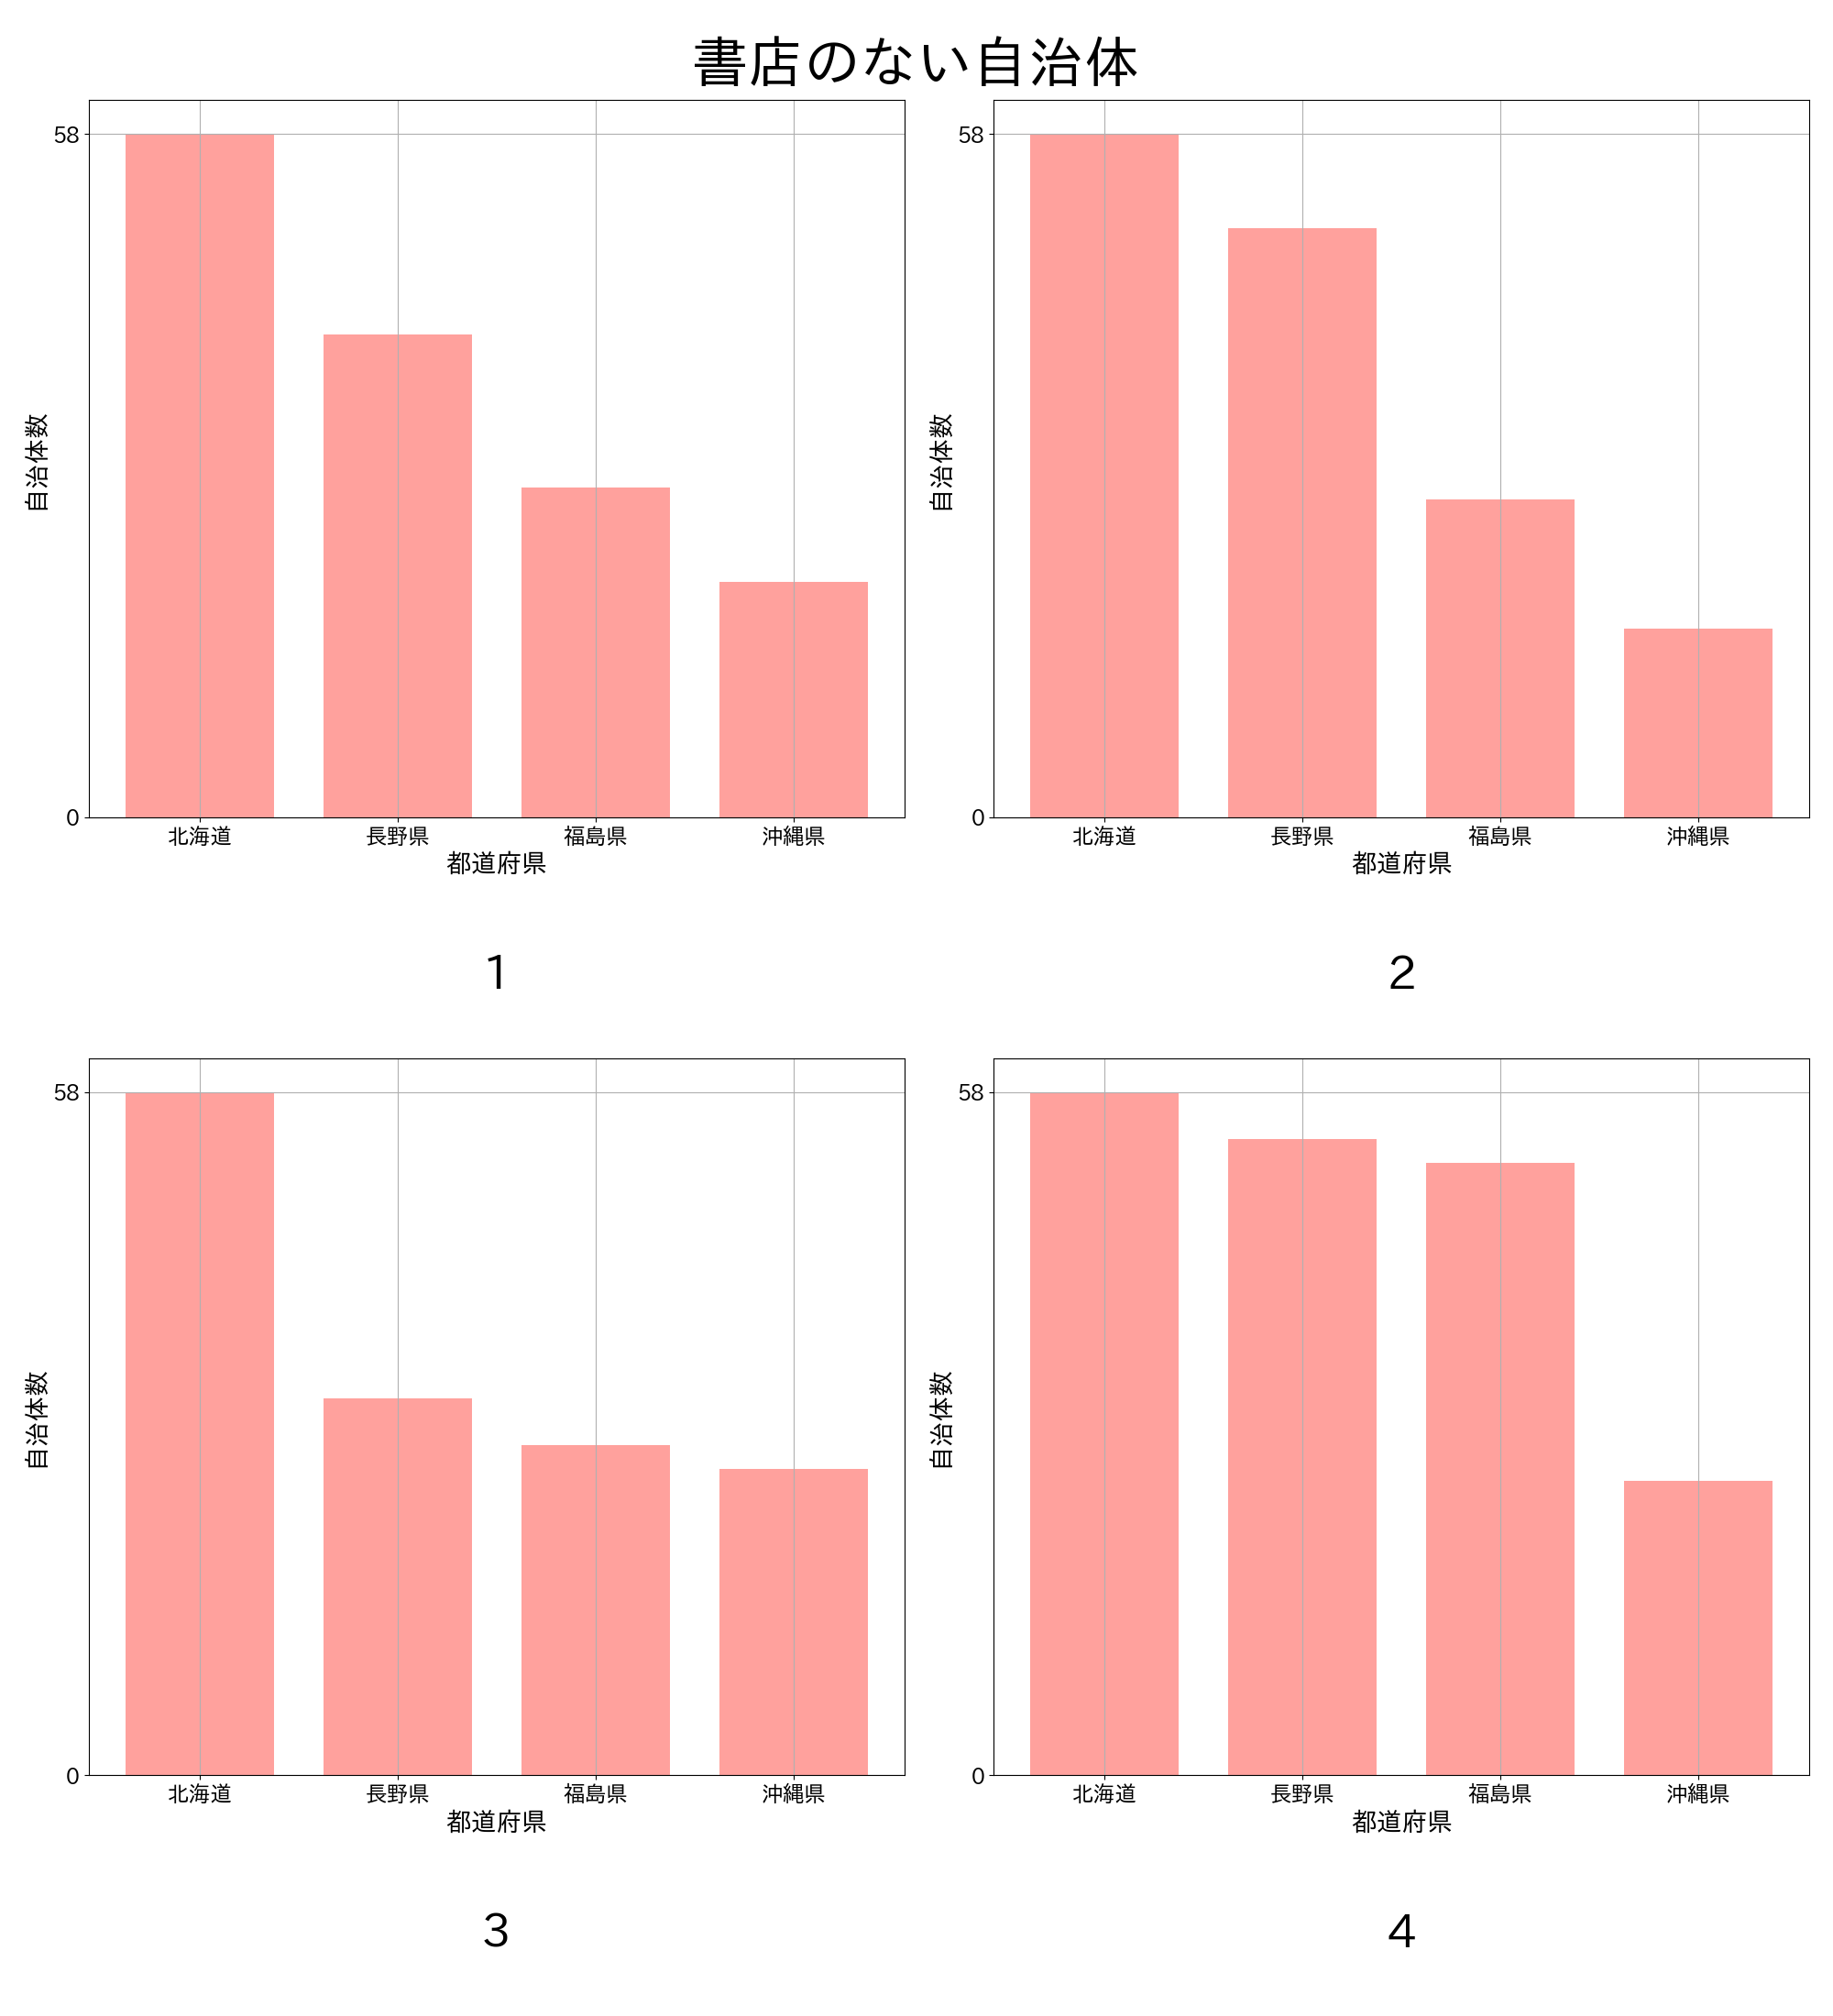 書店のない自治体
58
0
自治体数
北海道 長野県 福島県 沖縄県
都道府県
1
58
0
自治体数
北海道 長野県 福島県 沖縄県
都道府県
2
58
0
自治体数
北海道 長野県 福島県 沖縄県
都道府県
3
58
0
自治体数
北海道 長野県 福島県 沖縄県
都道府県
4